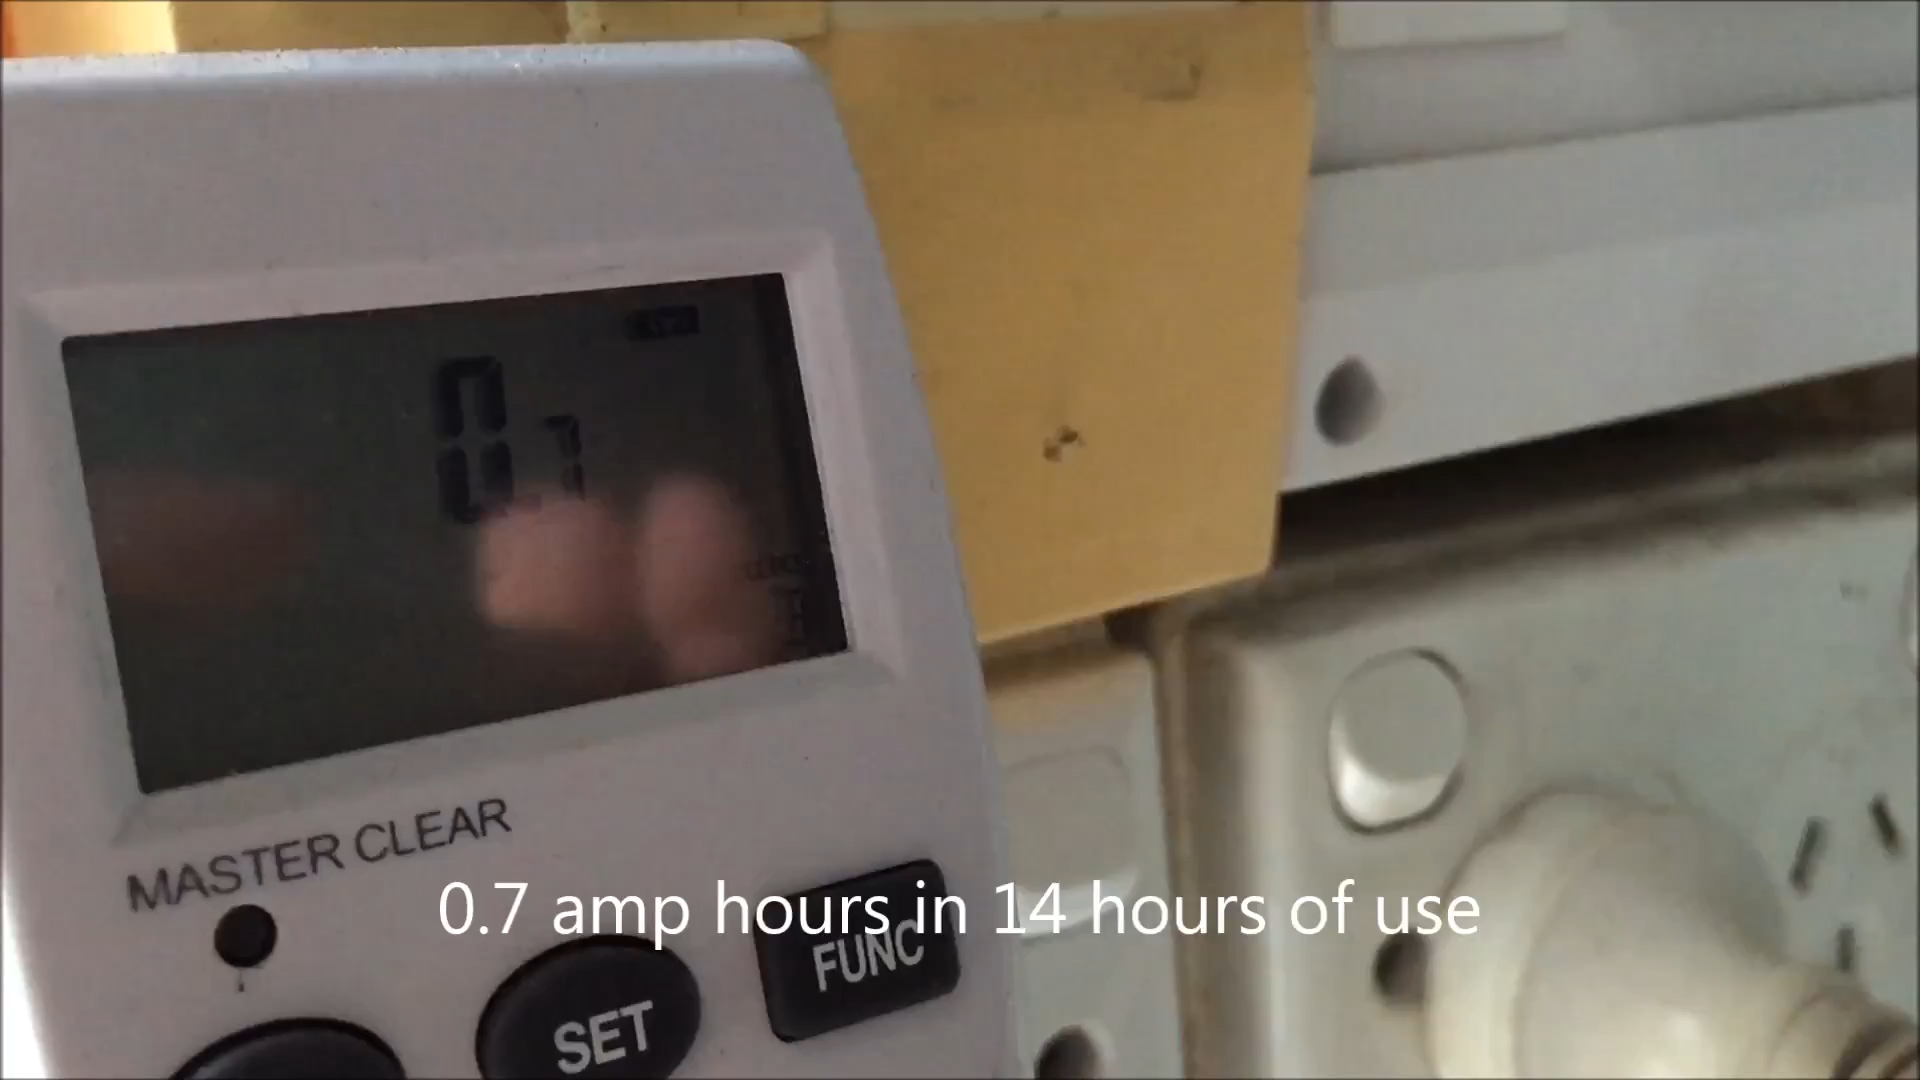 0.7
MASTER CLEAR
0.7 amp hours in 14 hours of use
FUNC
SET